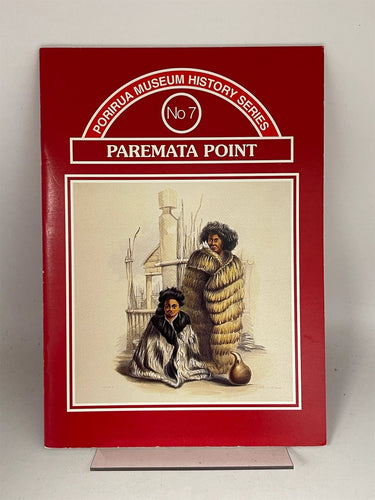 PORIRUA MUSEUM HISTORY SERIES
No 7
PAREMATA POINT